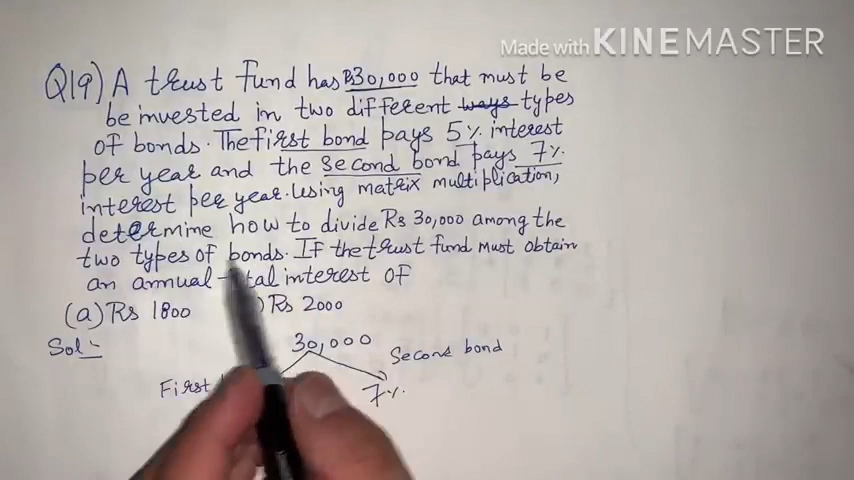 Made with KINEMASTER
Q19) A trust fund has Rs30,000 that must be
be invested in two different ways types
of bonds. The first bond pays 5% interest
per year and the second bond pays 7%
interest per year. Using matrix multiplication,
determine how to divide Rs 30,000 among the
two types of bonds. If the trust fund must obtain
an annual total interest of
(a) Rs 1800 ) Rs 2000
Sol:-
30,000
Second bond
First
7%